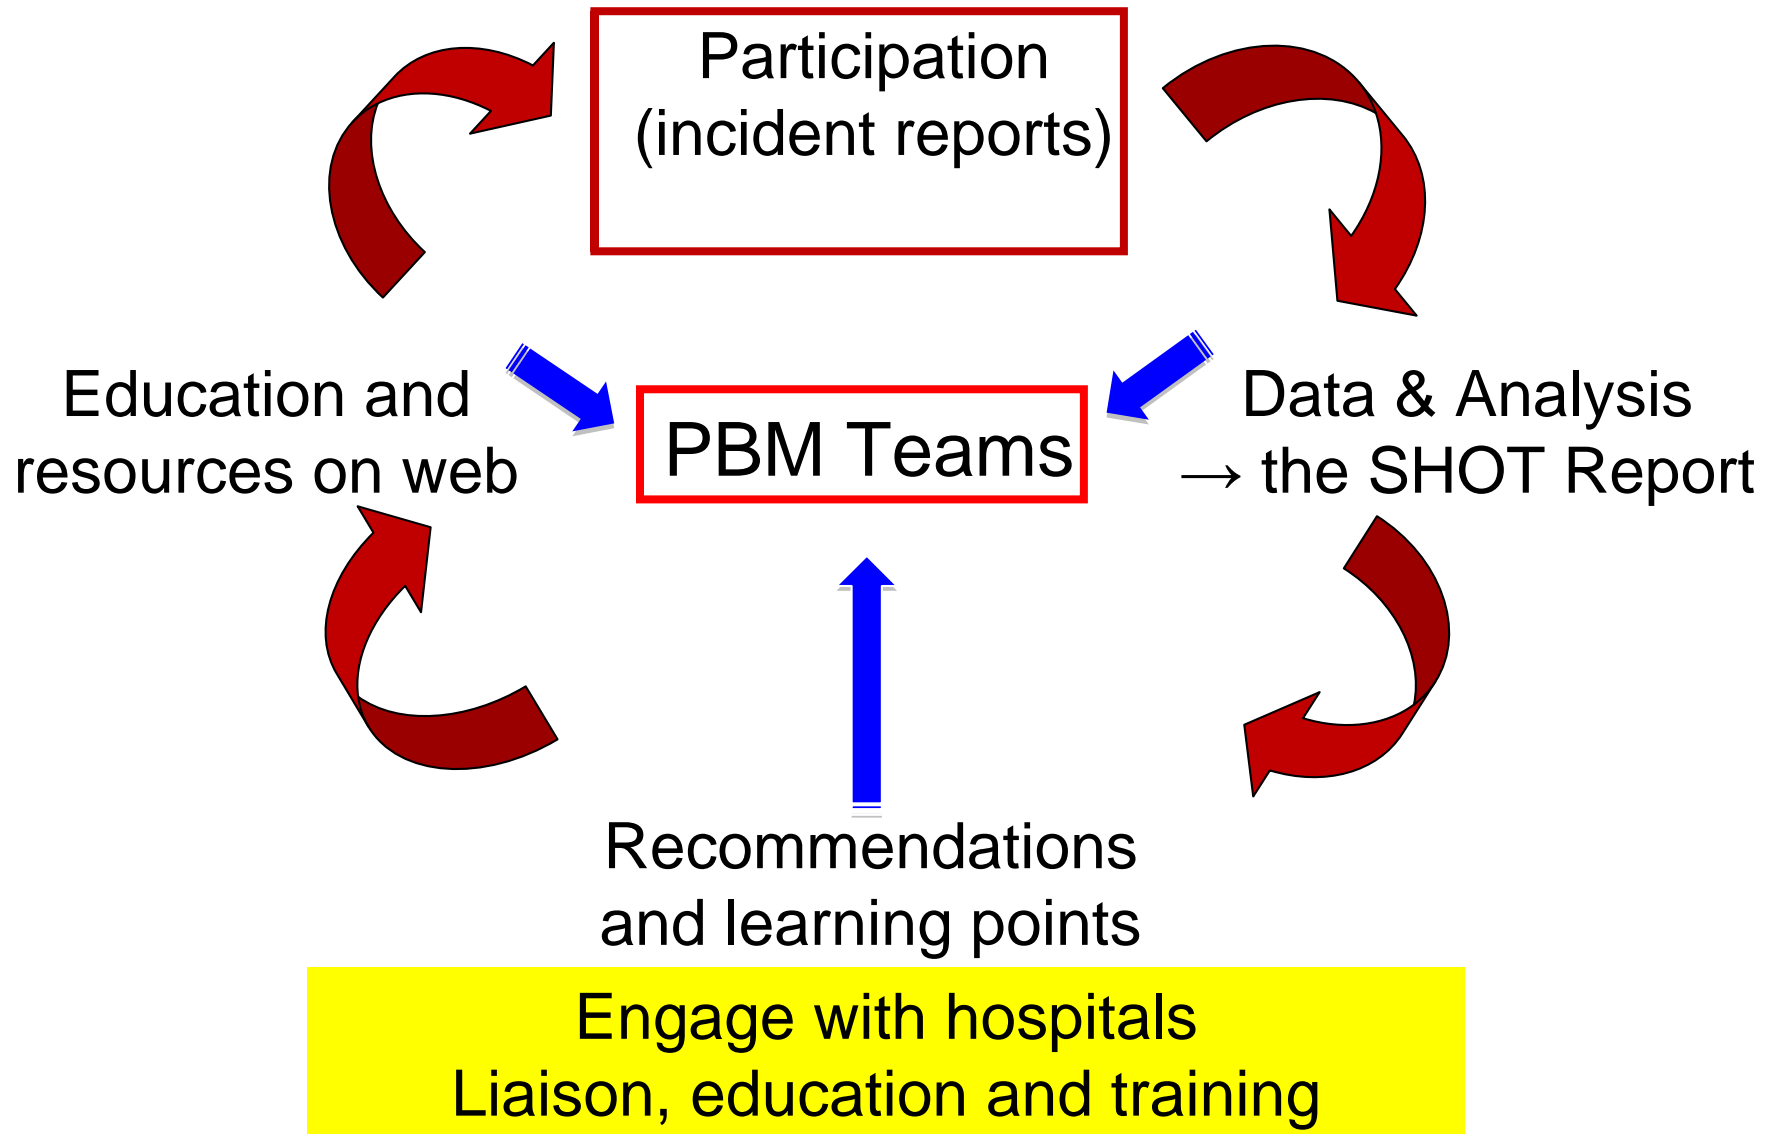 Participation
(incident reports)
Education and
resources on web
PBM Teams
Data & Analysis
→ the SHOT Report
Recommendations
and learning points
Engage with hospitals
Liaison, education and training